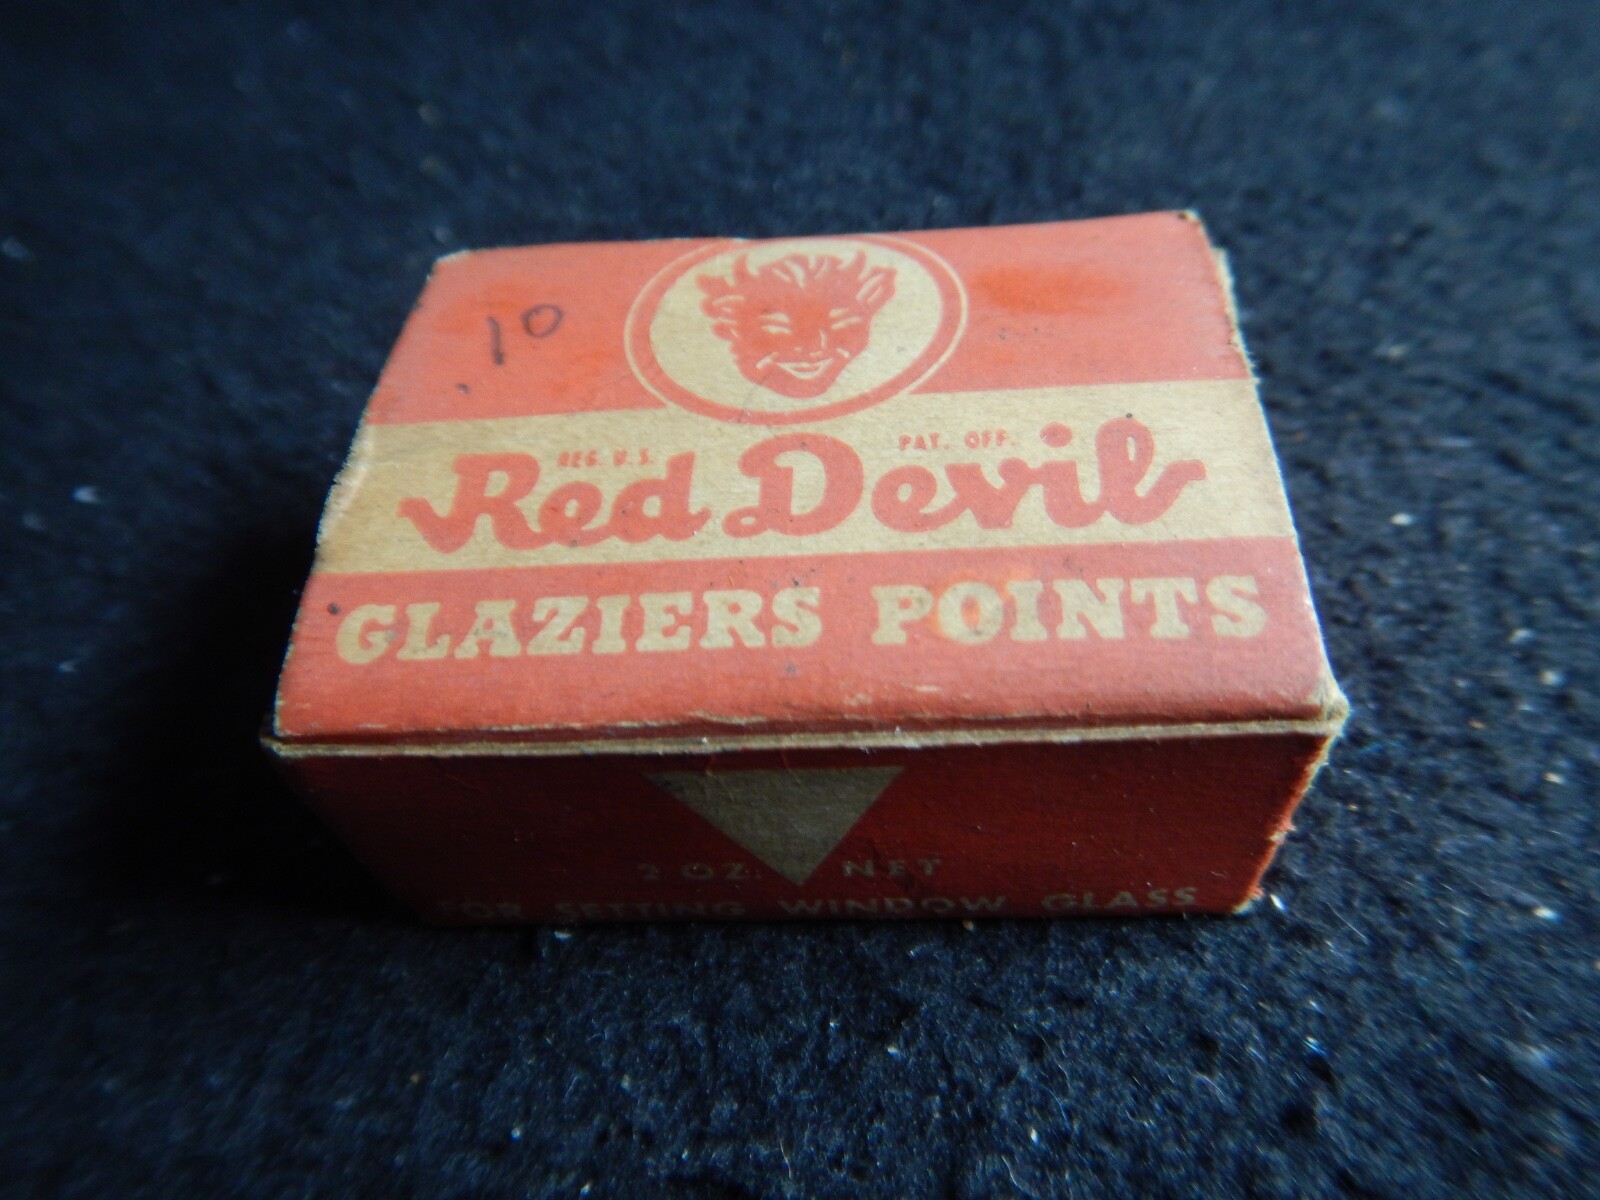 10
REG. U.S. PAT. OFF.
Red Devil
GLAZIERS POINTS
2 OZ. NET
FOR SETTING WINDOW GLASS